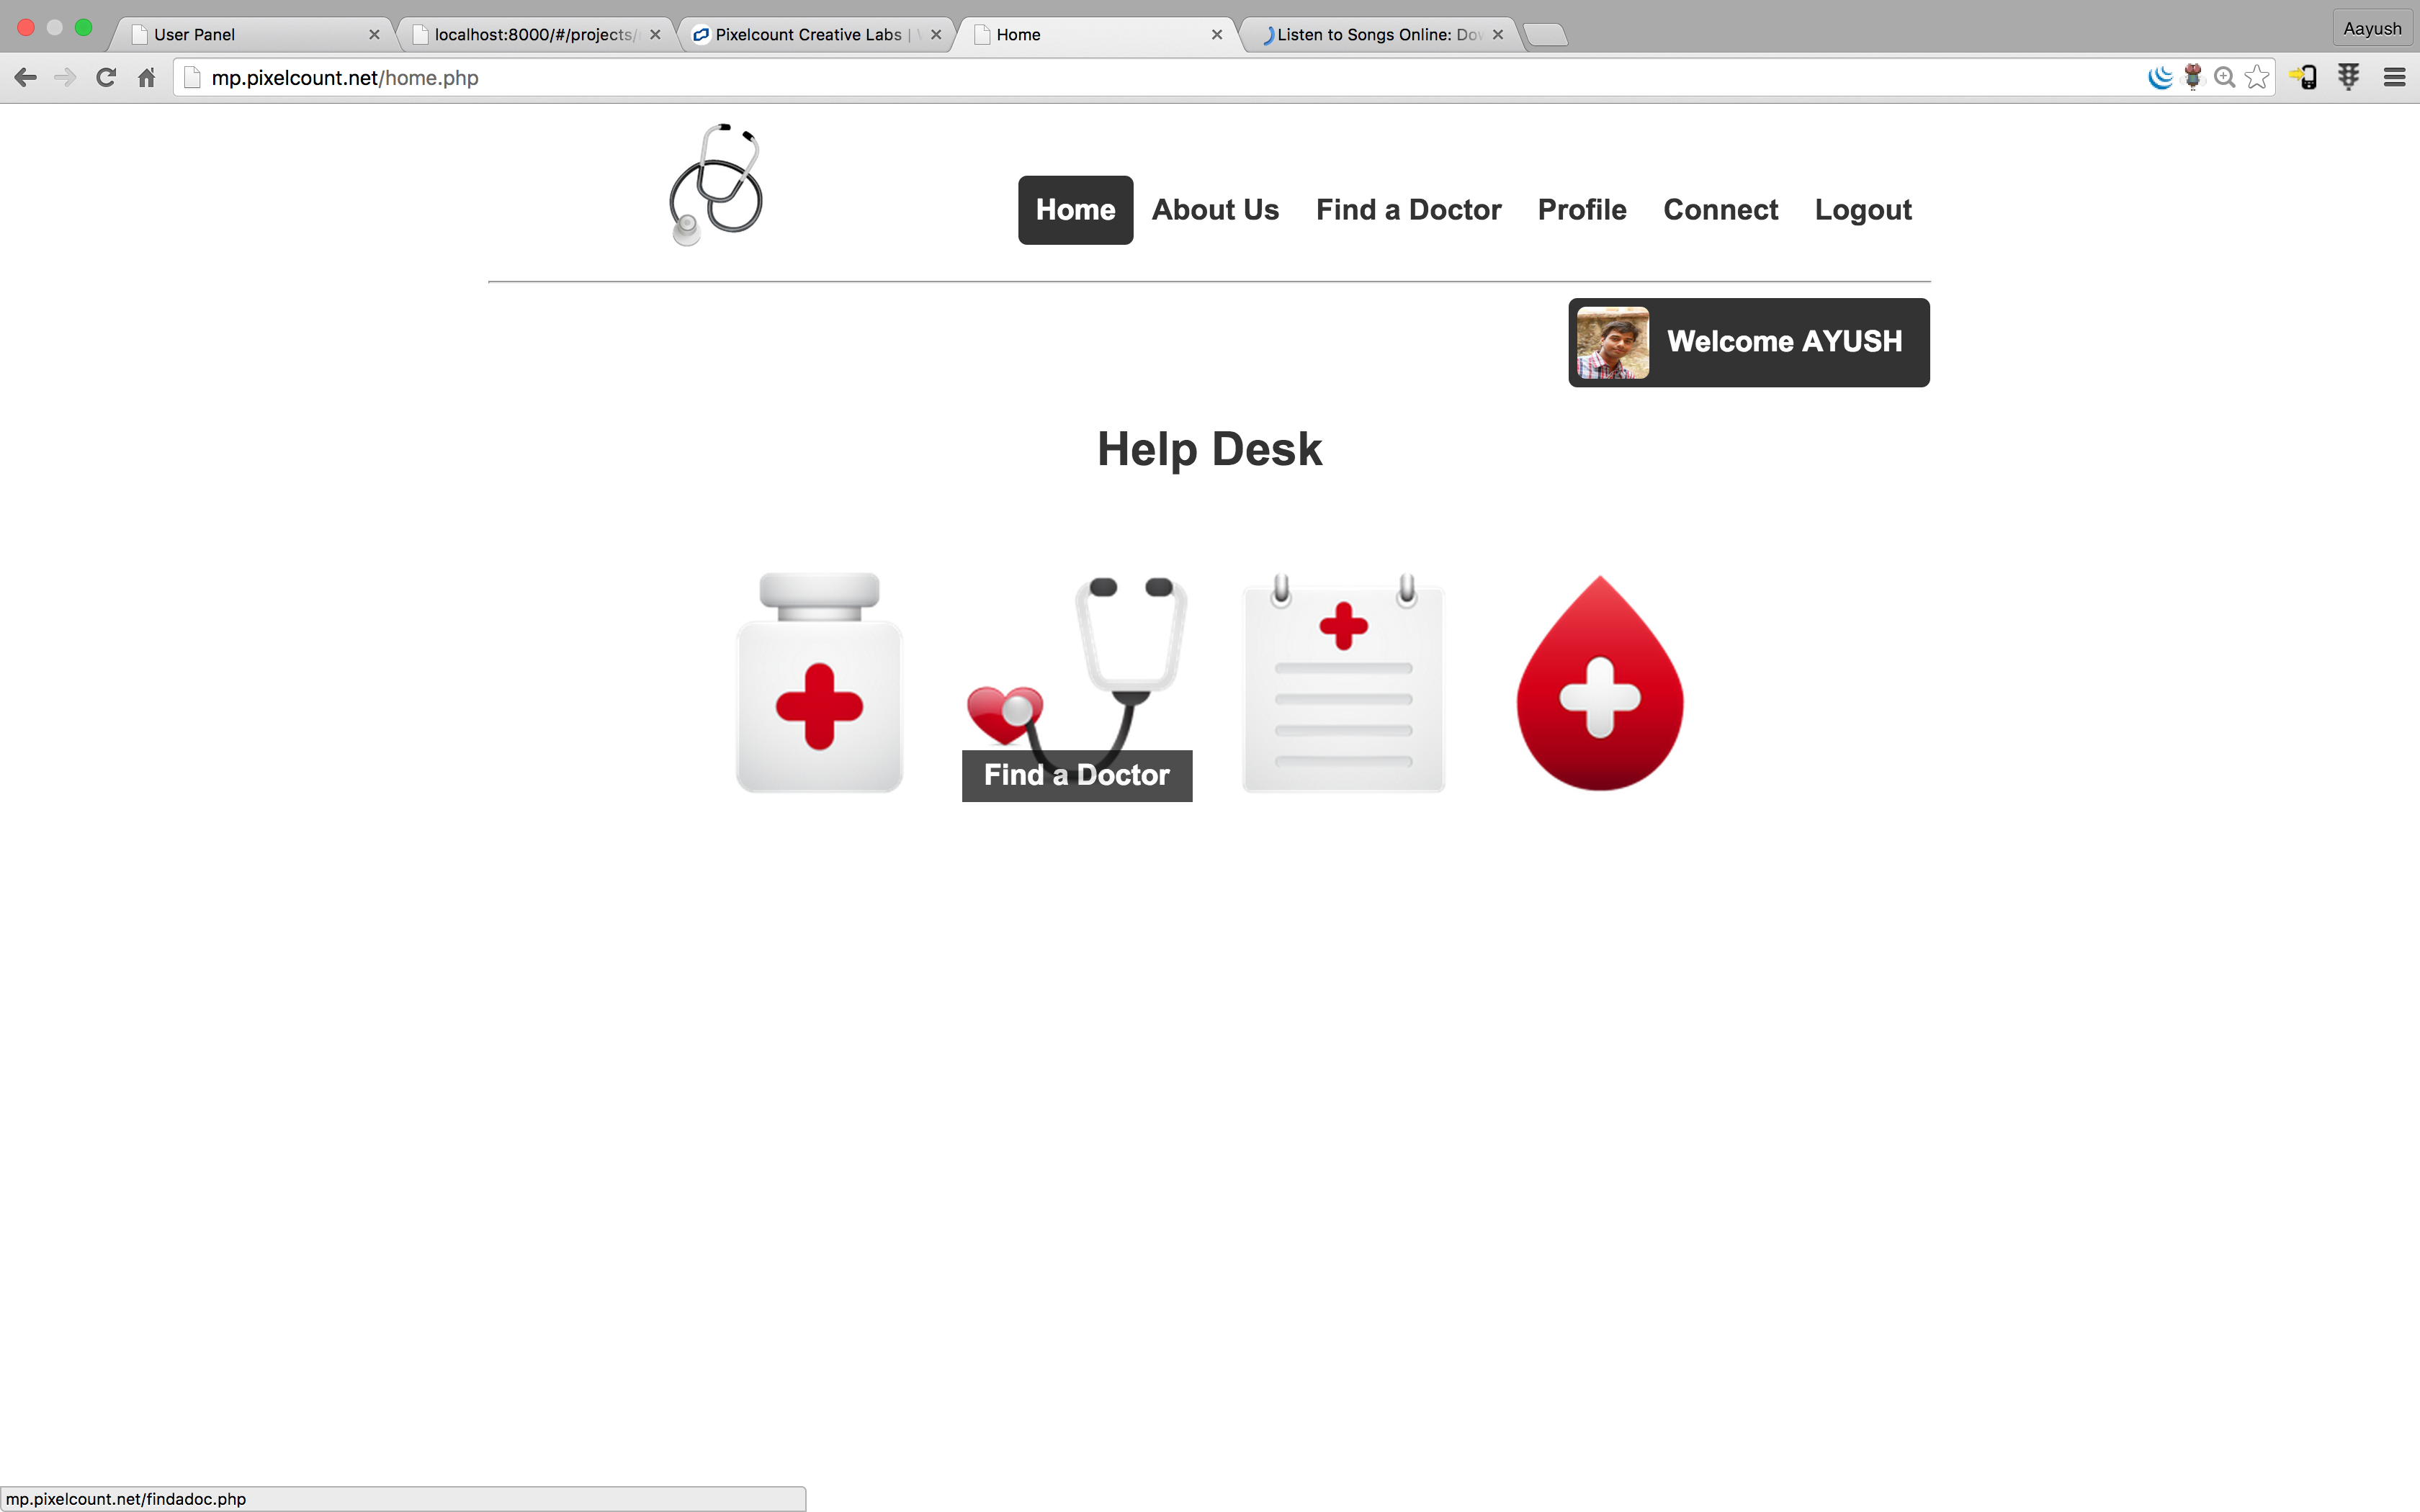 User Panel
localhost:8000/#/projects/
Pixelcount Creative Labs |
Home
Listen to Songs Online: Do
Aayush
mp.pixelcount.net/home.php
Home
About Us
Find a Doctor
Profile
Connect
Logout
Welcome AYUSH
Help Desk
Find a Doctor
mp.pixelcount.net/findadoc.php